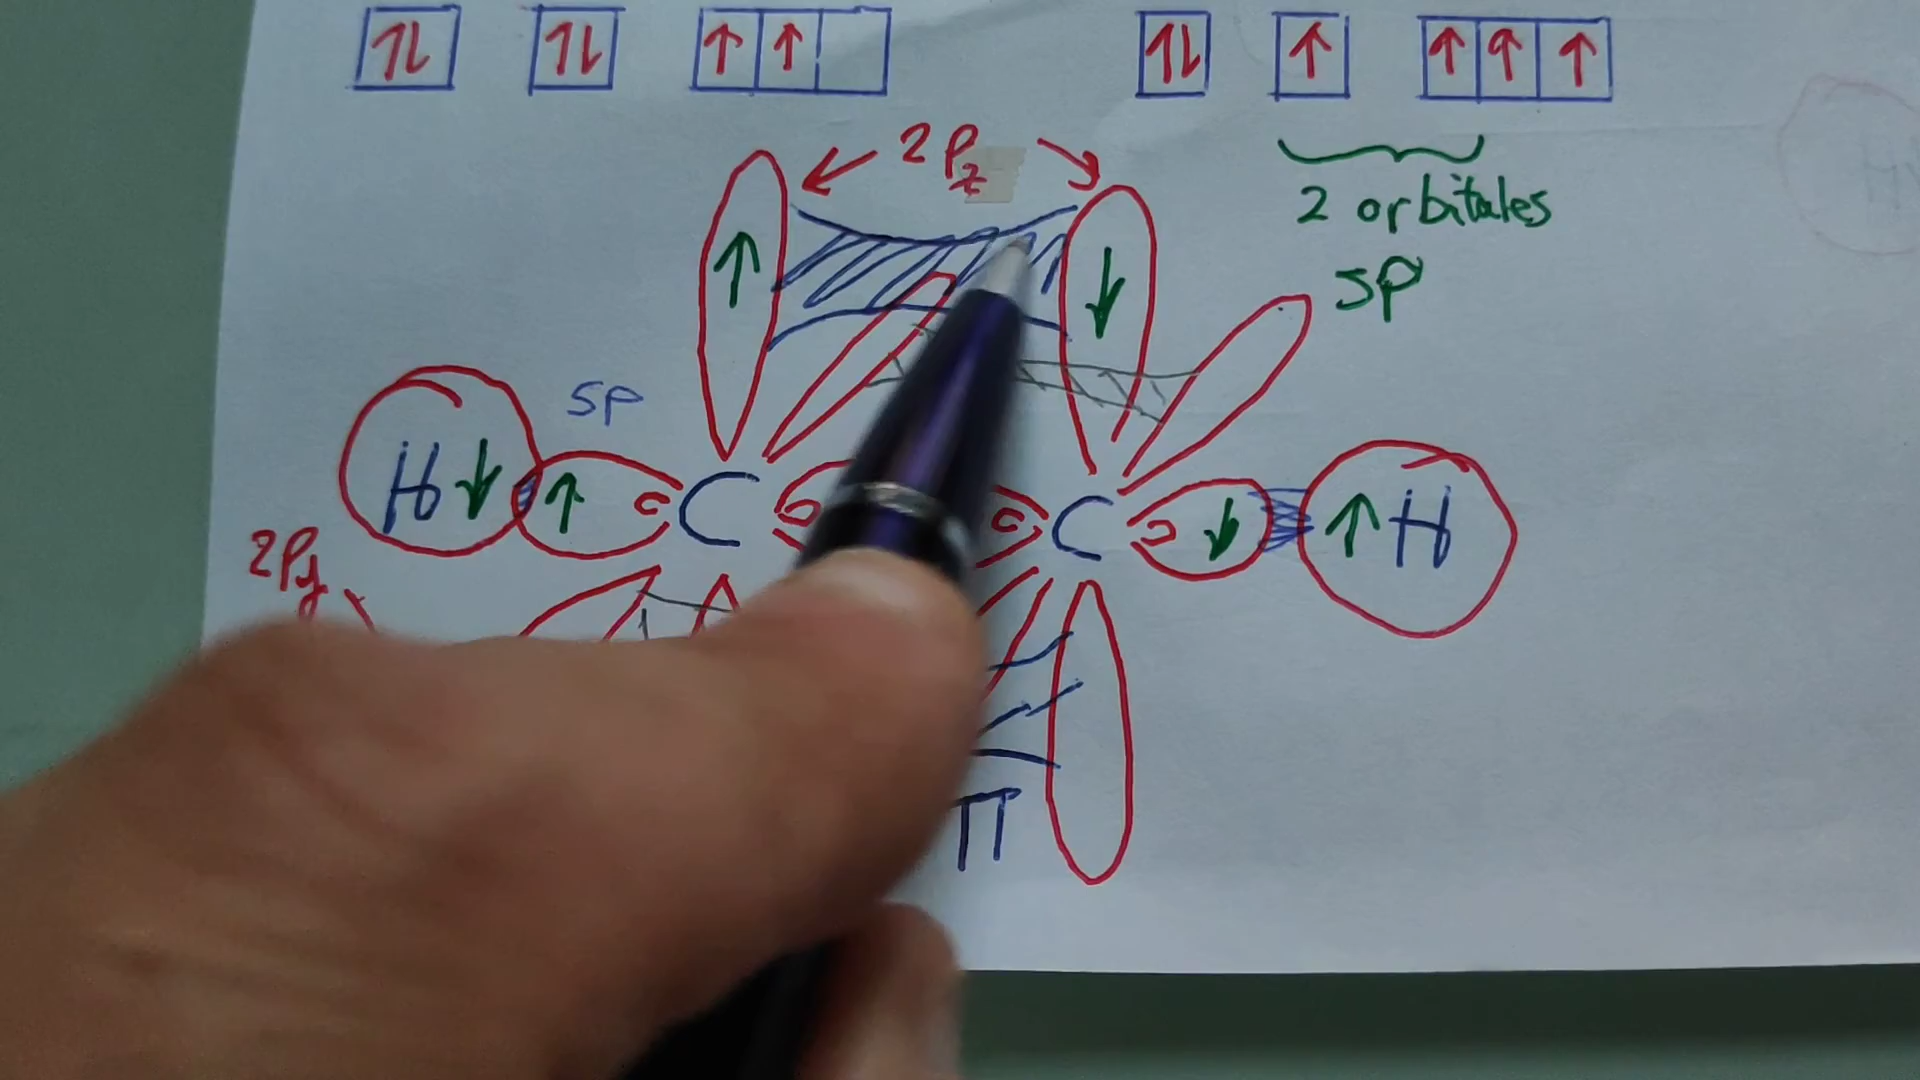 ⥮ ⥮ ↑ ↑
⥮ ↑ ↑ ↑ ↑
← 2Pz →
2 orbitales
SP
↑ ↓
SP
H ↓ ↑ C C ↓ ↑ H
2Py
π